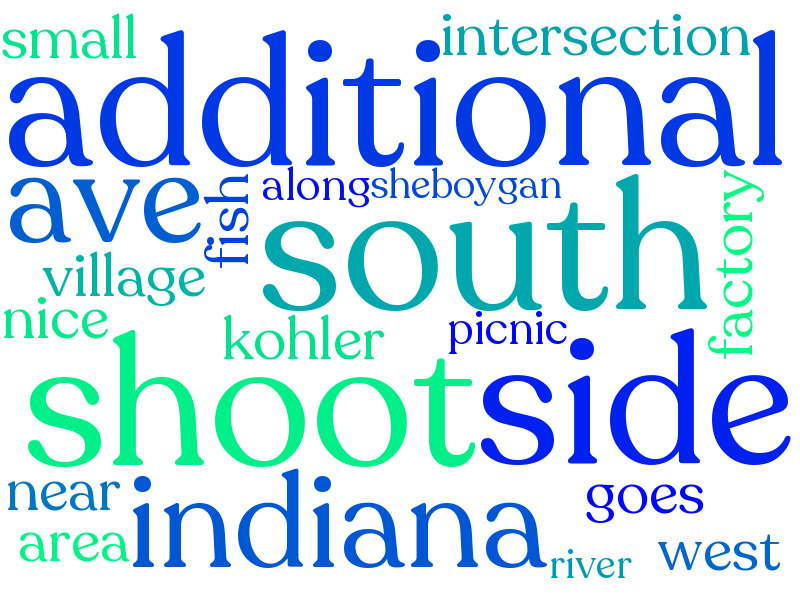 small
intersection
additional
ave
fish
along
sheboygan
south
factory
village
nice
kohler
picnic
shoot
side
near
indiana
goes
area
river
west